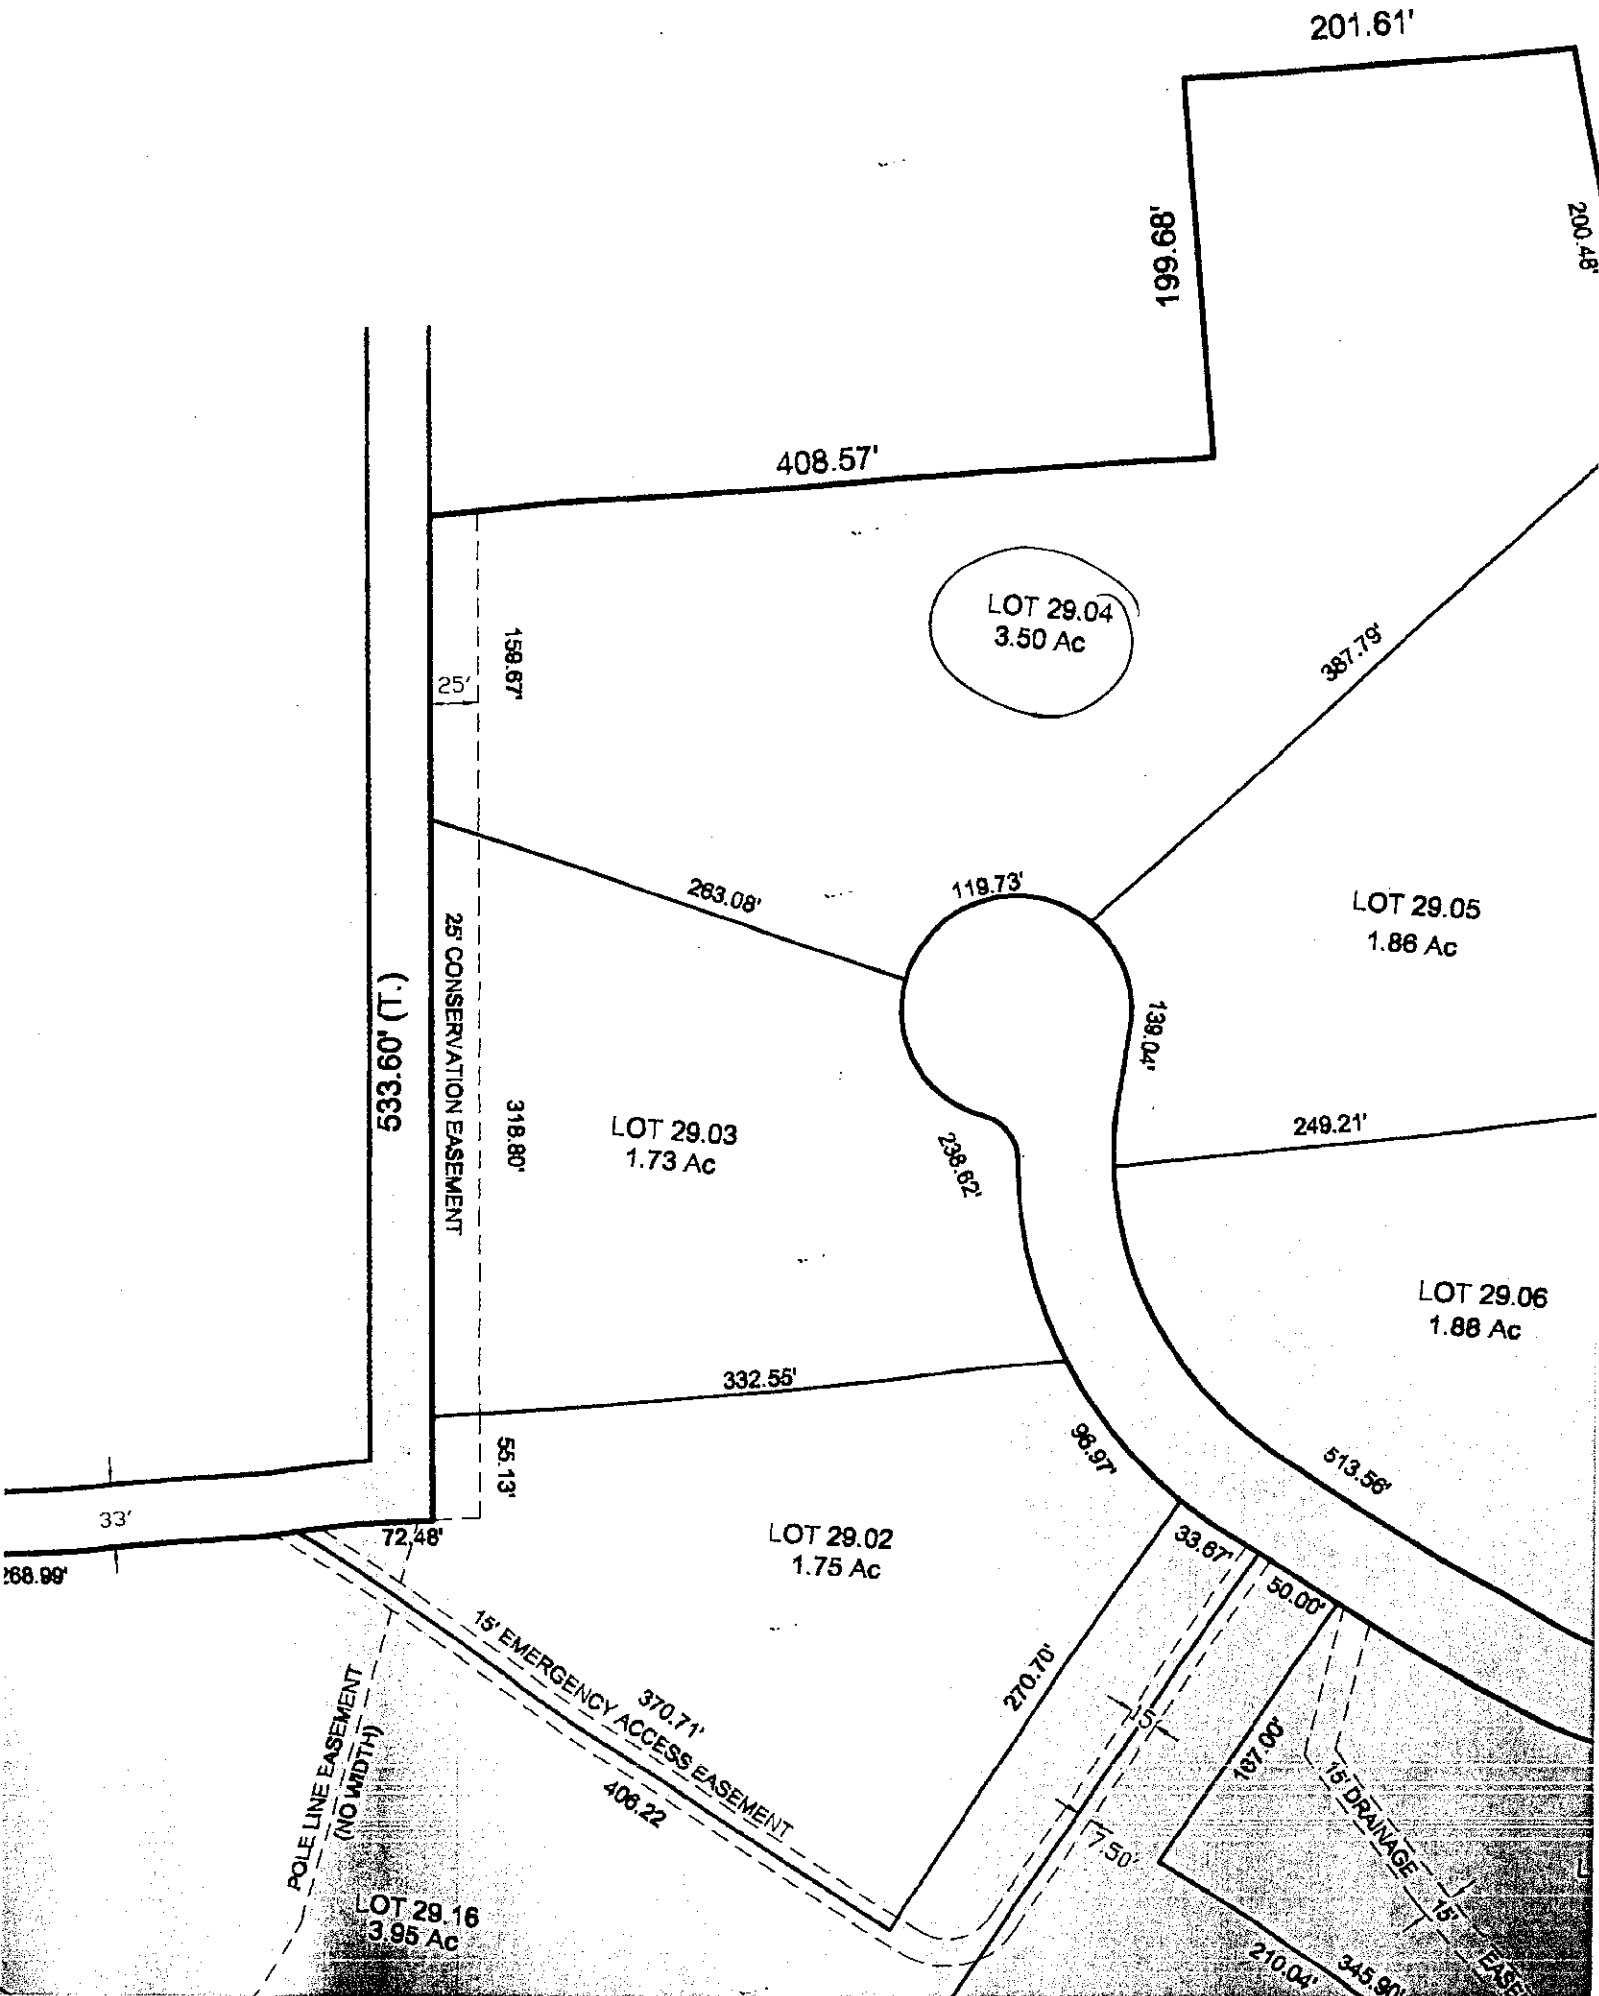 201.61'
199.68'
200.48'
408.57'
LOT 29.04
3.50 Ac
159.67'
25'
387.79'
263.08'
119.73'
LOT 29.05
1.86 Ac
139.04'
25' CONSERVATION EASEMENT
533.60' (T.)
318.80'
LOT 29.03
1.73 Ac
238.62'
249.21'
LOT 29.06
1.88 Ac
332.55'
96.97'
513.56'
55.13'
33'
72.48'
268.99'
LOT 29.02
1.75 Ac
33.67'
50.00'
15' EMERGENCY ACCESS EASEMENT
370.71'
406.22
270.70'
15'
187.00'
7.50'
POLE LINE EASEMENT
(NO WIDTH)
15' DRAINAGE
15'
EASE
LOT 29.16
3.95 Ac
210.04'
345.90'
L